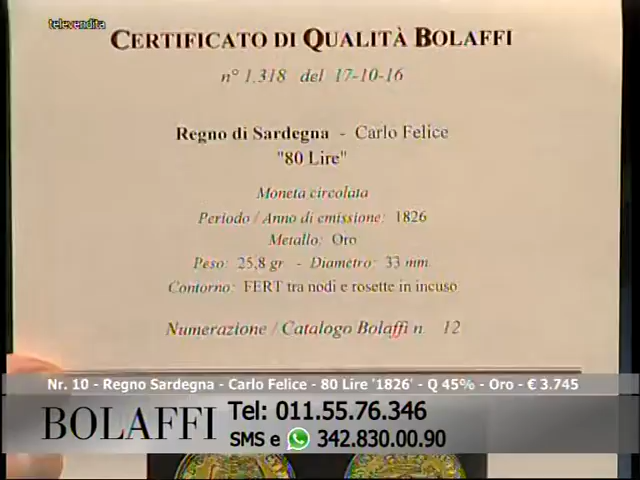 televendita
CERTIFICATO DI QUALITÀ BOLAFFI
n° 1.318 del 17-10-16
Regno di Sardegna - Carlo Felice
"80 Lire"
Moneta circolata
Periodo / Anno di emissione: 1826
Metallo: Oro
Peso: 25,8 gr - Diametro: 33 mm.
Contorno: FERT tra nodi e rosette in incuso
Numerazione / Catalogo Bolaffi n. 12
Nr. 10 - Regno Sardegna - Carlo Felice - 80 Lire '1826' - Q 45% - Oro - € 3.745
BOLAFFI
Tel: 011.55.76.346
SMS e 342.830.00.90